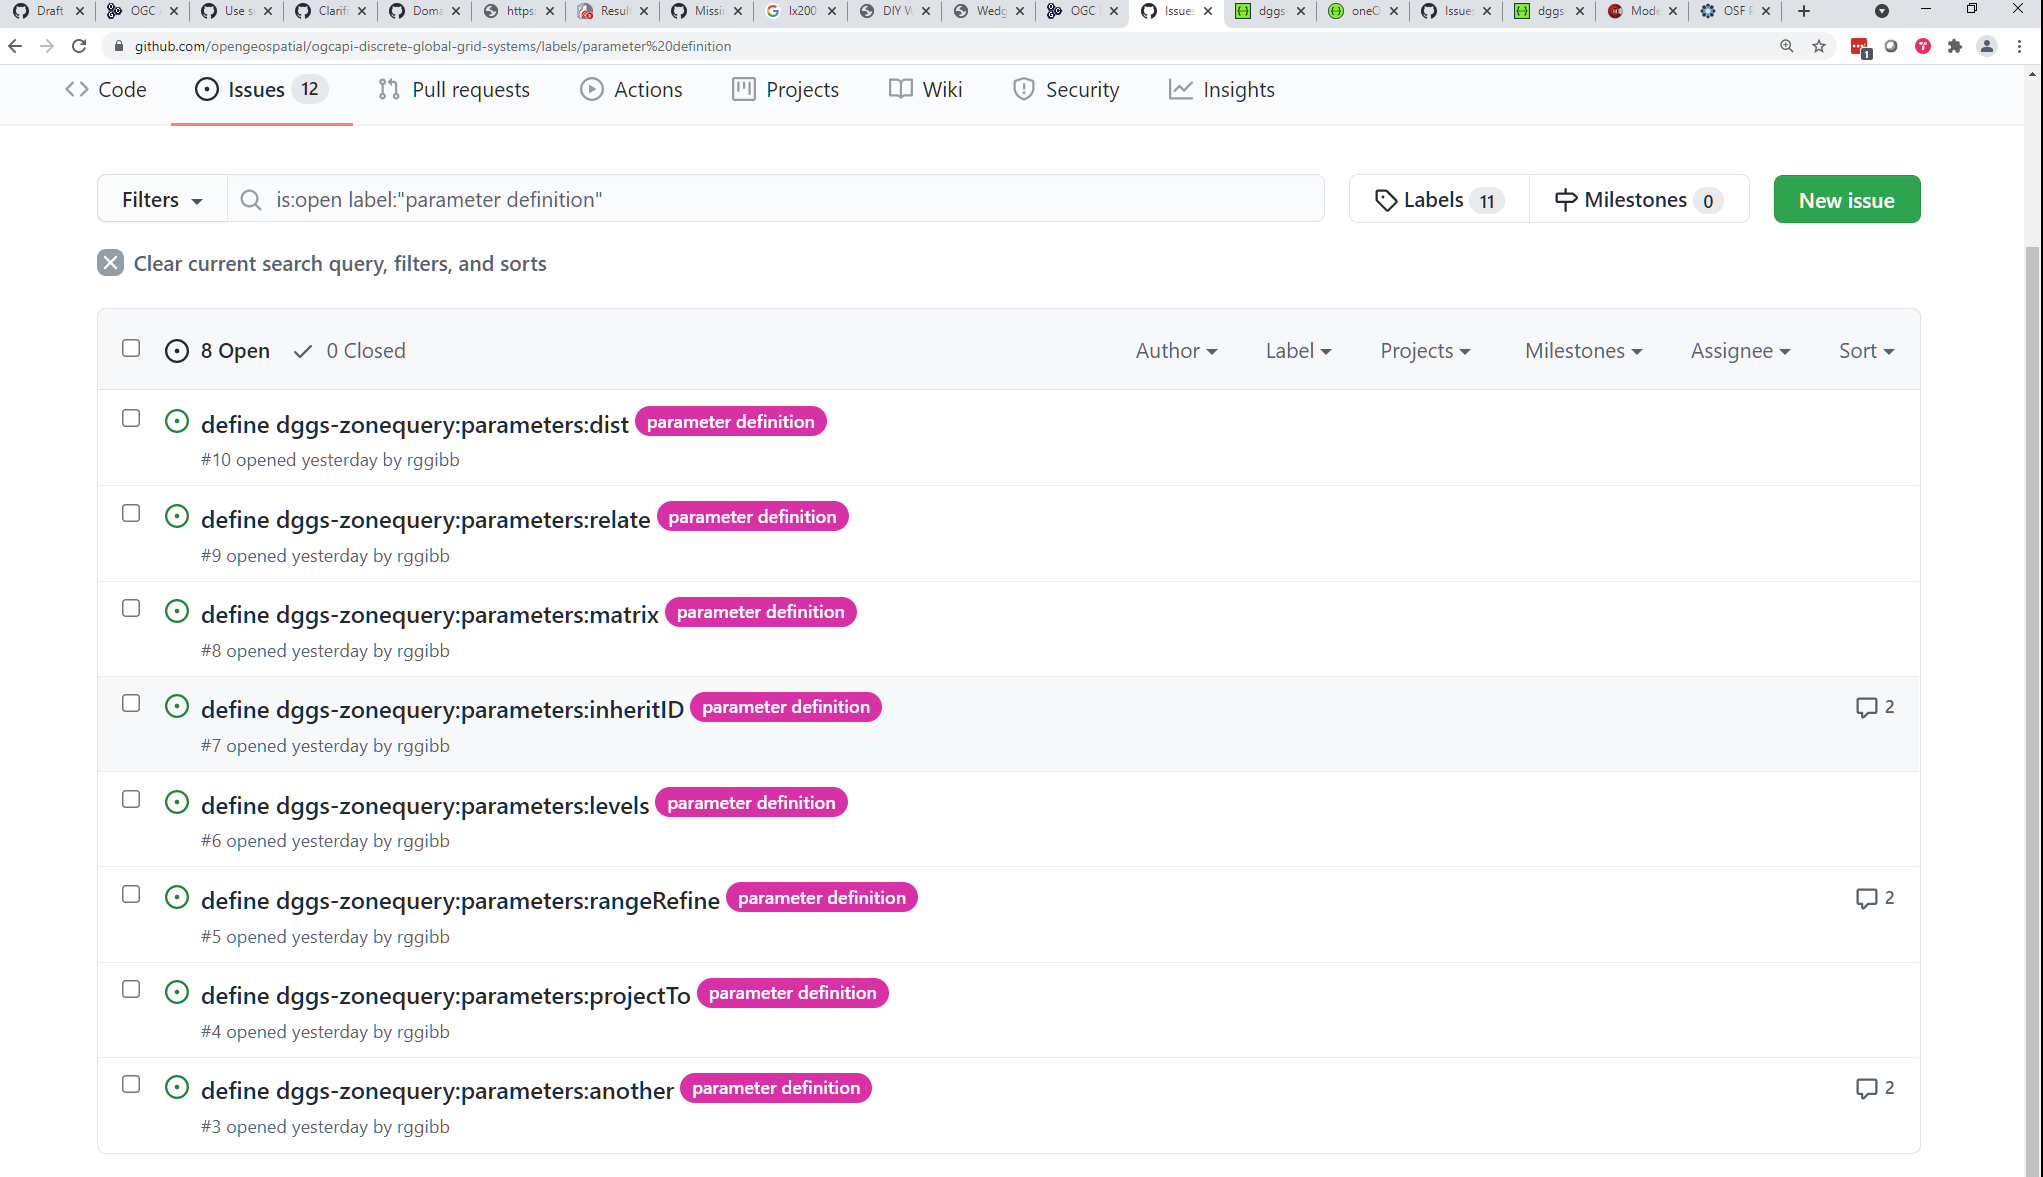 Draft OGC Use s Clarifi Doma https: Result Missin lx200 DIY W Wedg OGC Issues dggs oneO Issues dggs Mode OSF P
github.com/opengeospatial/ogcapi-discrete-global-grid-systems/labels/parameter%20definition
1
Code Issues 12 Pull requests Actions Projects Wiki Security Insights
Filters is:open label:"parameter definition" Labels 11 Milestones 0 New issue
Clear current search query, filters, and sorts
8 Open 0 Closed Author Label Projects Milestones Assignee Sort
define dggs-zonequery:parameters:dist parameter definition
#10 opened yesterday by rggibb
define dggs-zonequery:parameters:relate parameter definition
#9 opened yesterday by rggibb
define dggs-zonequery:parameters:matrix parameter definition
#8 opened yesterday by rggibb
define dggs-zonequery:parameters:inheritID parameter definition 2
#7 opened yesterday by rggibb
define dggs-zonequery:parameters:levels parameter definition
#6 opened yesterday by rggibb
define dggs-zonequery:parameters:rangeRefine parameter definition 2
#5 opened yesterday by rggibb
define dggs-zonequery:parameters:projectTo parameter definition
#4 opened yesterday by rggibb
define dggs-zonequery:parameters:another parameter definition 2
#3 opened yesterday by rggibb